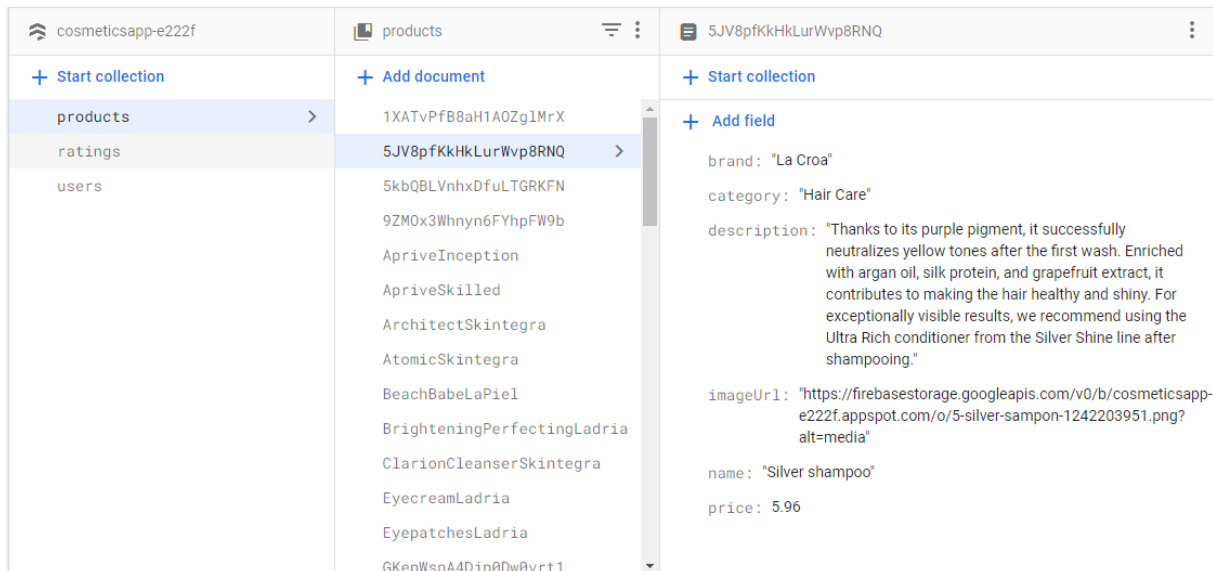 cosmeticsapp-e222f
Start collection
products
ratings
users
products
Add document
1XATvPfB8aH1AOZglMrX
5JV8pfKkHkLurWvp8RNQ
5kbQBLVnhxDfuLTGRKFN
9ZMOx3Whnyn6FYhpFW9b
ApriveInception
ApriveSkilled
ArchitectSkintegra
AtomicSkintegra
BeachBabeLaPiel
BrighteningPerfectingLadria
ClarionCleanserSkintegra
EyecreamLadria
EyepatchesLadria
5JV8pfKkHkLurWvp8RNQ
Start collection
Add field
brand: "La Croa"
category: "Hair Care"
description: "Thanks to its purple pigment, it successfully
neutralizes yellow tones after the first wash. Enriched
with argan oil, silk protein, and grapefruit extract, it
contributes to making the hair healthy and shiny. For
exceptionally visible results, we recommend using the
Ultra Rich conditioner from the Silver Shine line after
shampooing."
imageUrl: "https://firebasestorage.googleapis.com/v0/b/cosmeticsapp-
e222f.appspot.com/o/5-silver-sampon-1242203951.png?
alt=media"
name: "Silver shampoo"
price: 5.96